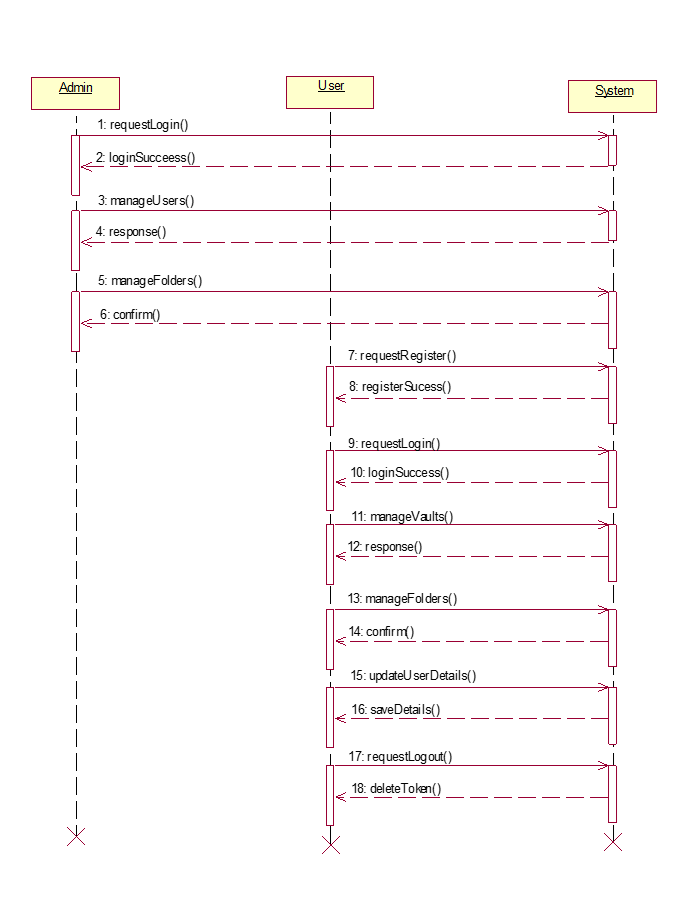 Admin
User
System
1: requestLogin()
2: loginSucceess()
3: manageUsers()
4: response()
5: manageFolders()
6: confirm()
7: requestRegister()
8: registerSucess()
9: requestLogin()
10: loginSuccess()
11: manageVaults()
12: response()
13: manageFolders()
14: confirm()
15: updateUserDetails()
16: saveDetails()
17: requestLogout()
18: deleteToken()